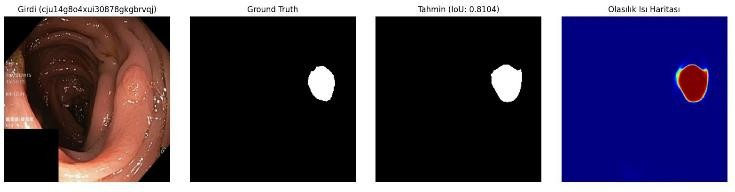 Girdi (cju14g8o4xui30878gkgbrvqj)
Ground Truth
Tahmin (IoU: 0.8104)
Olasılık Isı Haritası